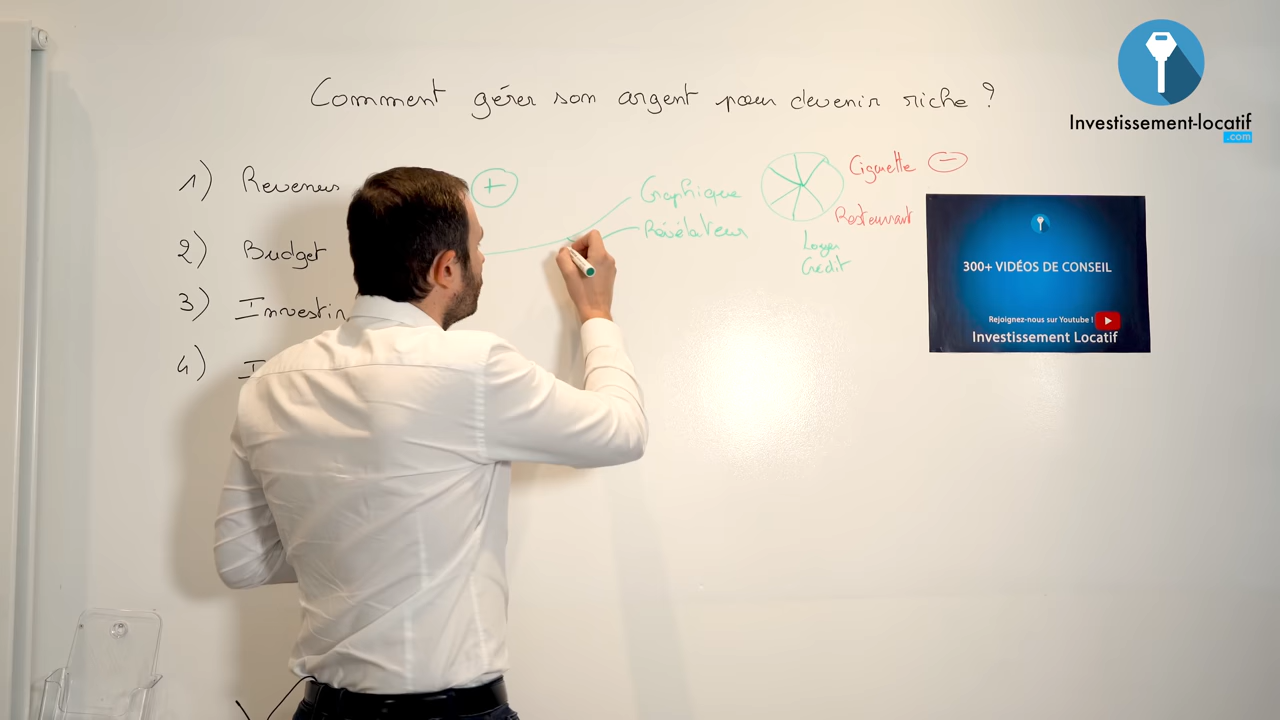 Comment gérer son argent pour devenir riche ?
Investissement-locatif
.com
1) Revenus
+
2) Budget
3) Investir
4) I
Graphique
Révélateur
Cigarette -
Restaurant
Loyer
Crédit
300+ VIDÉOS DE CONSEIL
Rejoignez-nous sur Youtube !
Investissement Locatif